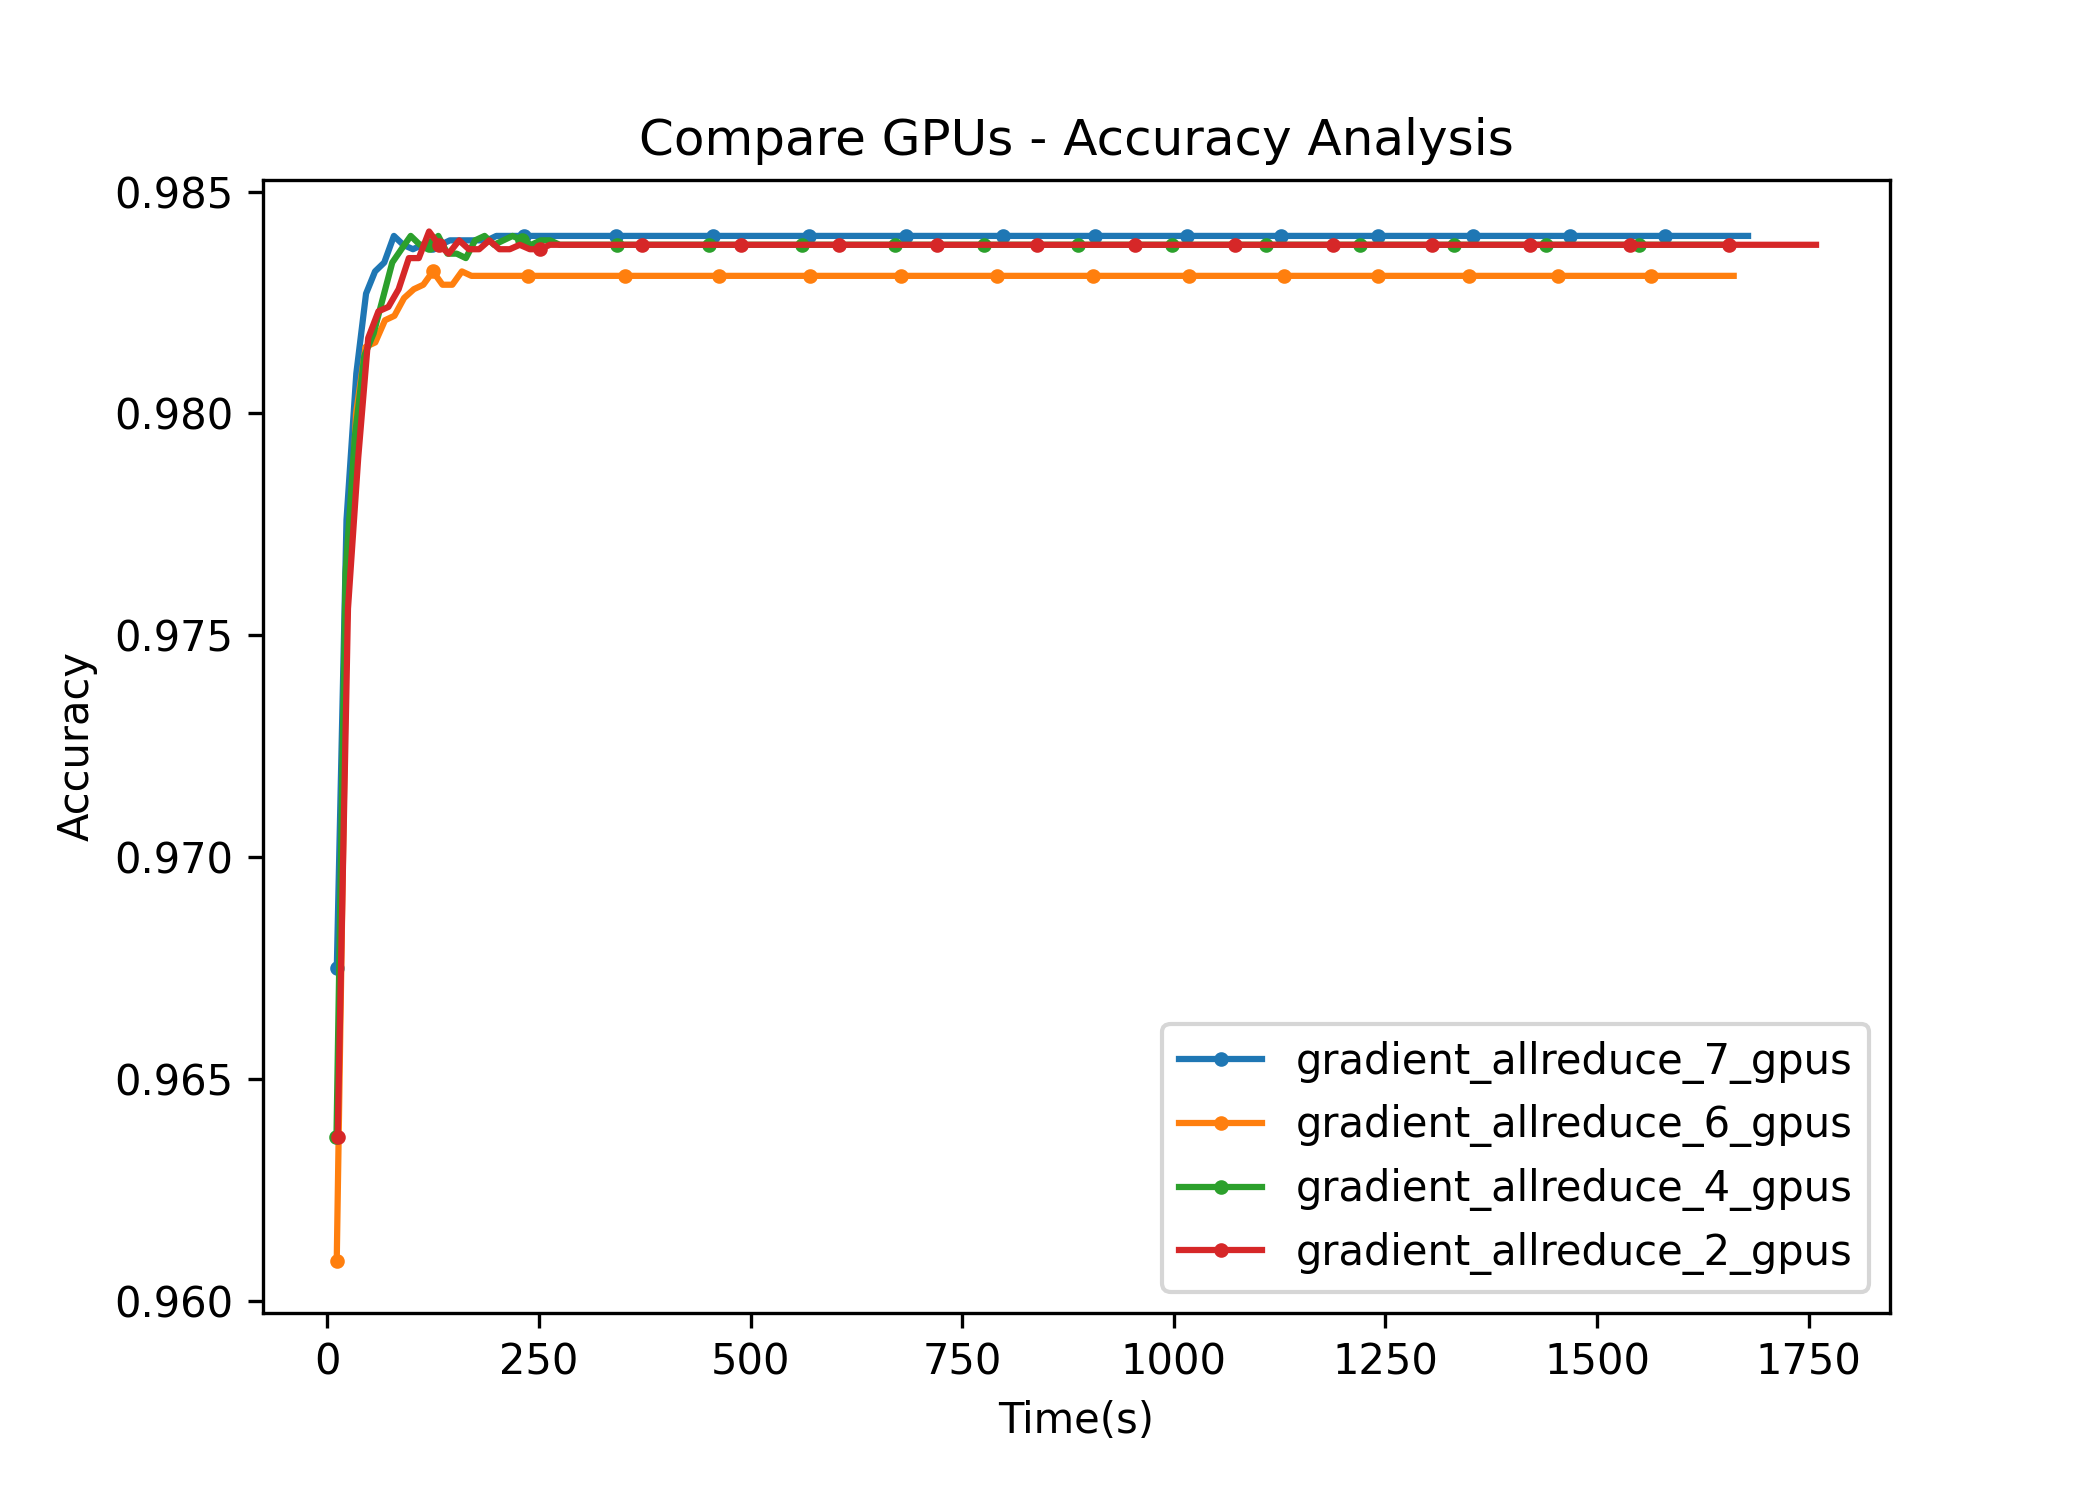 Compare GPUs - Accuracy Analysis
0.985
0.980
0.975
0.970
0.965
0.960
Accuracy
0 250 500 750 1000 1250 1500 1750
Time(s)
gradient_allreduce_7_gpus
gradient_allreduce_6_gpus
gradient_allreduce_4_gpus
gradient_allreduce_2_gpus